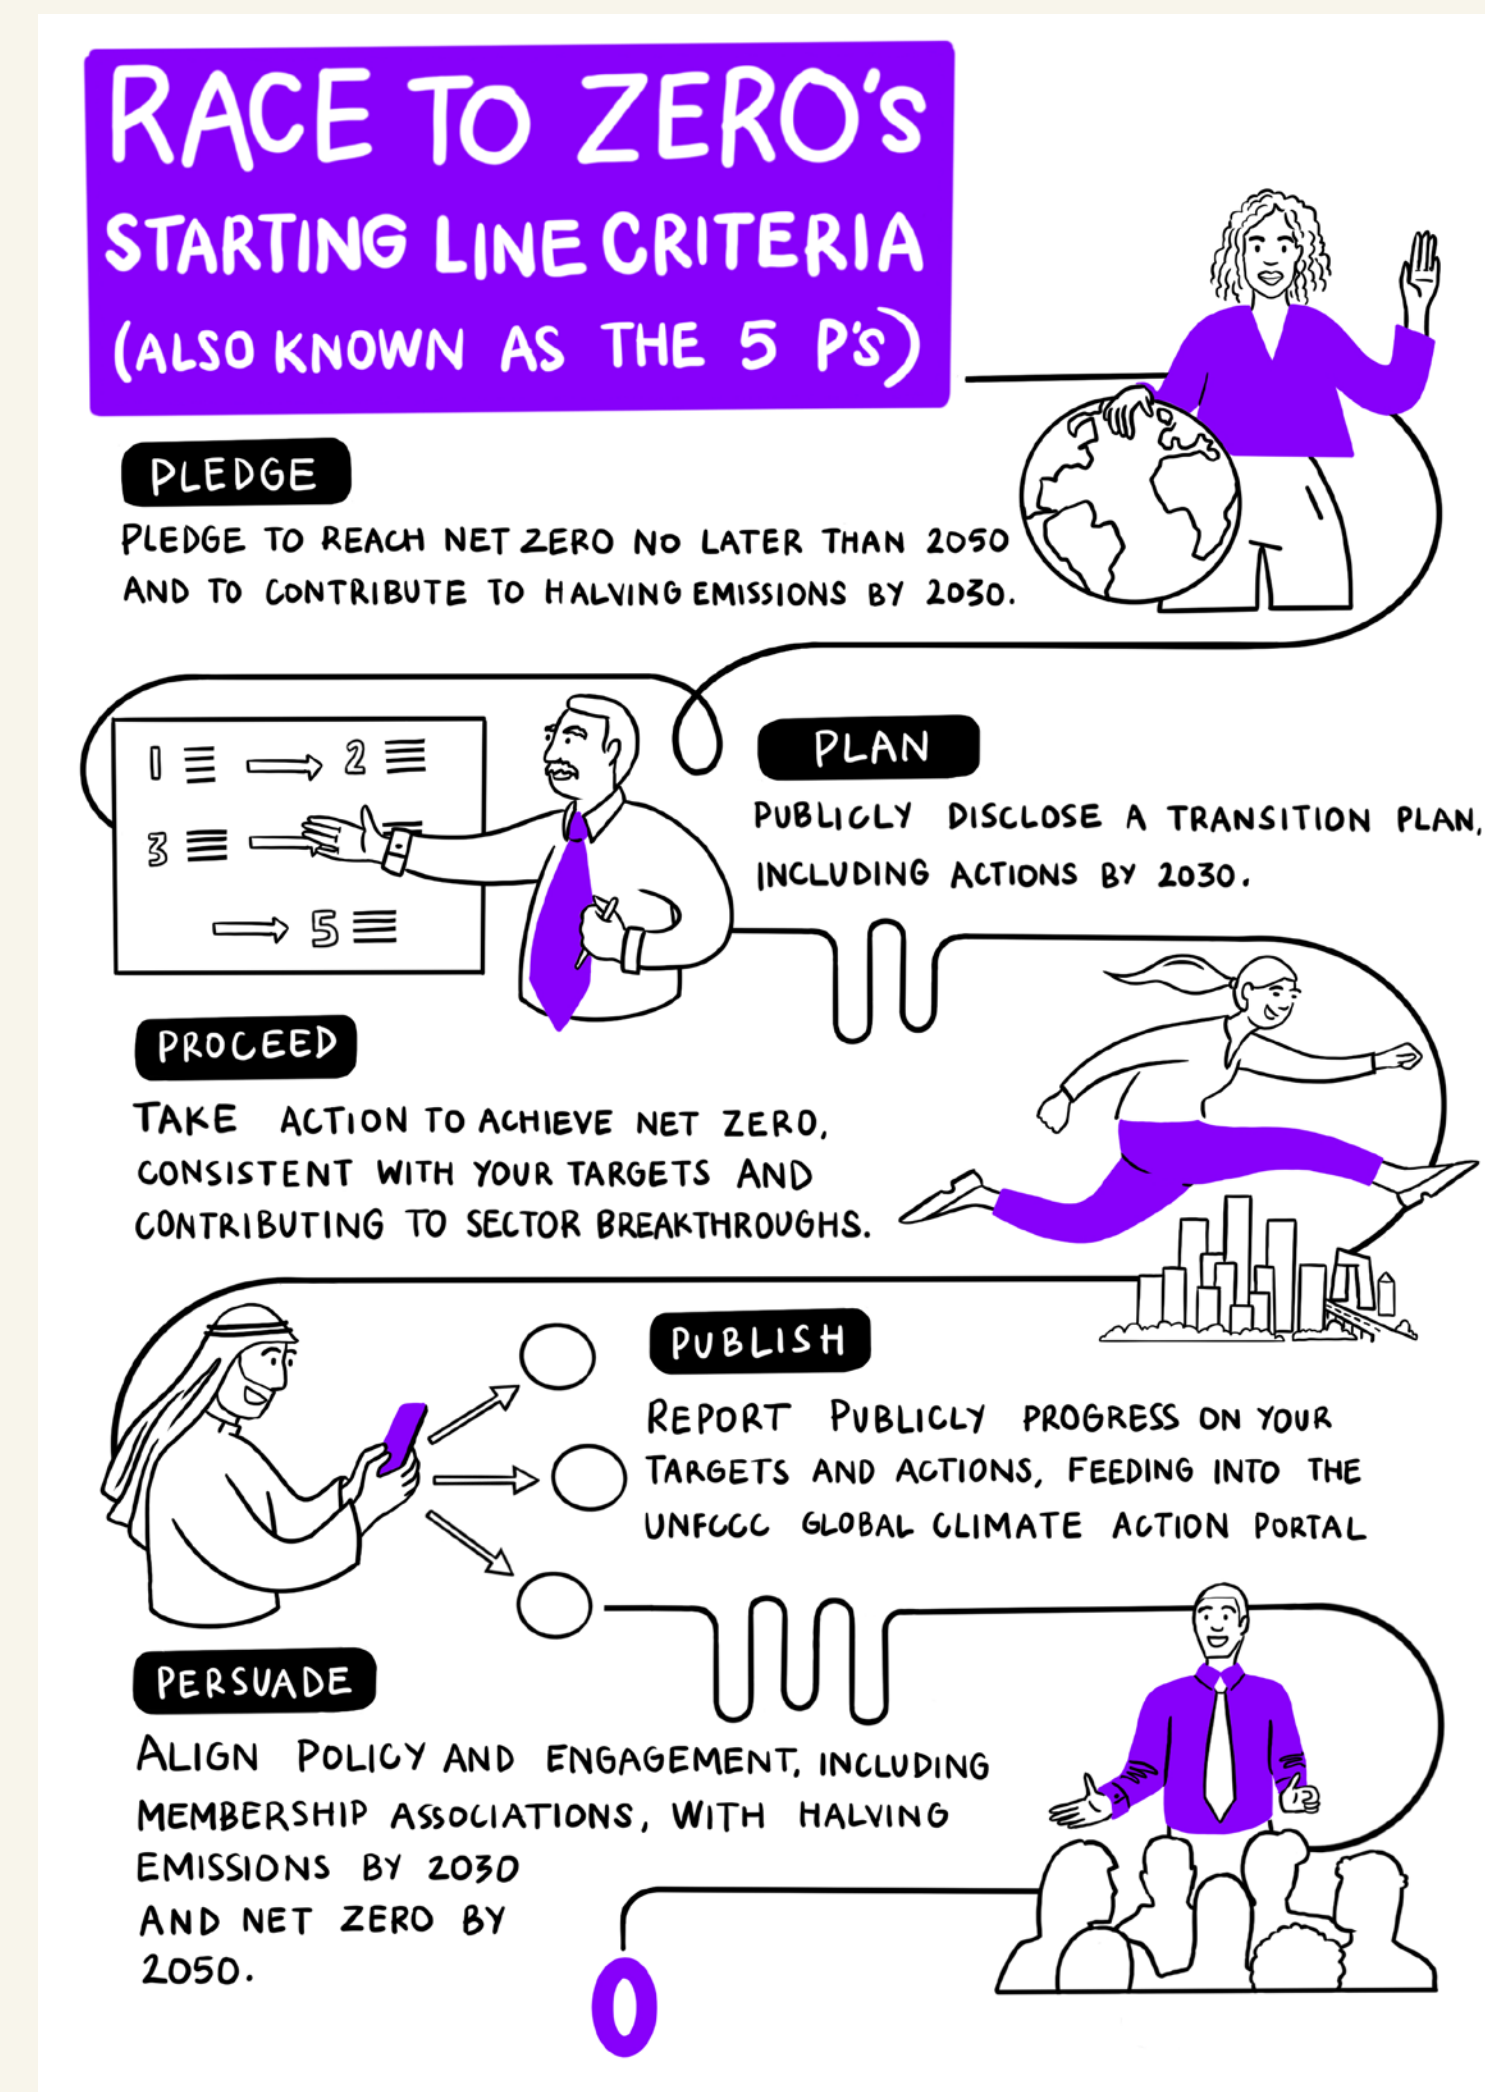 RACE TO ZERO'S
STARTING LINE CRITERIA
(ALSO KNOWN AS THE 5 P'S)
PLEDGE
PLEDGE TO REACH NET ZERO NO LATER THAN 2050
AND TO CONTRIBUTE TO HALVING EMISSIONS BY 2030.
1 2
3
5
PLAN
PUBLICLY DISCLOSE A TRANSITION PLAN,
INCLUDING ACTIONS BY 2030.
PROCEED
TAKE ACTION TO ACHIEVE NET ZERO,
CONSISTENT WITH YOUR TARGETS AND
CONTRIBUTING TO SECTOR BREAKTHROUGHS.
PUBLISH
REPORT PUBLICLY PROGRESS ON YOUR
TARGETS AND ACTIONS, FEEDING INTO THE
UNFCCC GLOBAL CLIMATE ACTION PORTAL
PERSUADE
ALIGN POLICY AND ENGAGEMENT, INCLUDING
MEMBERSHIP ASSOCIATIONS, WITH HALVING
EMISSIONS BY 2030
AND NET ZERO BY
2050.
0